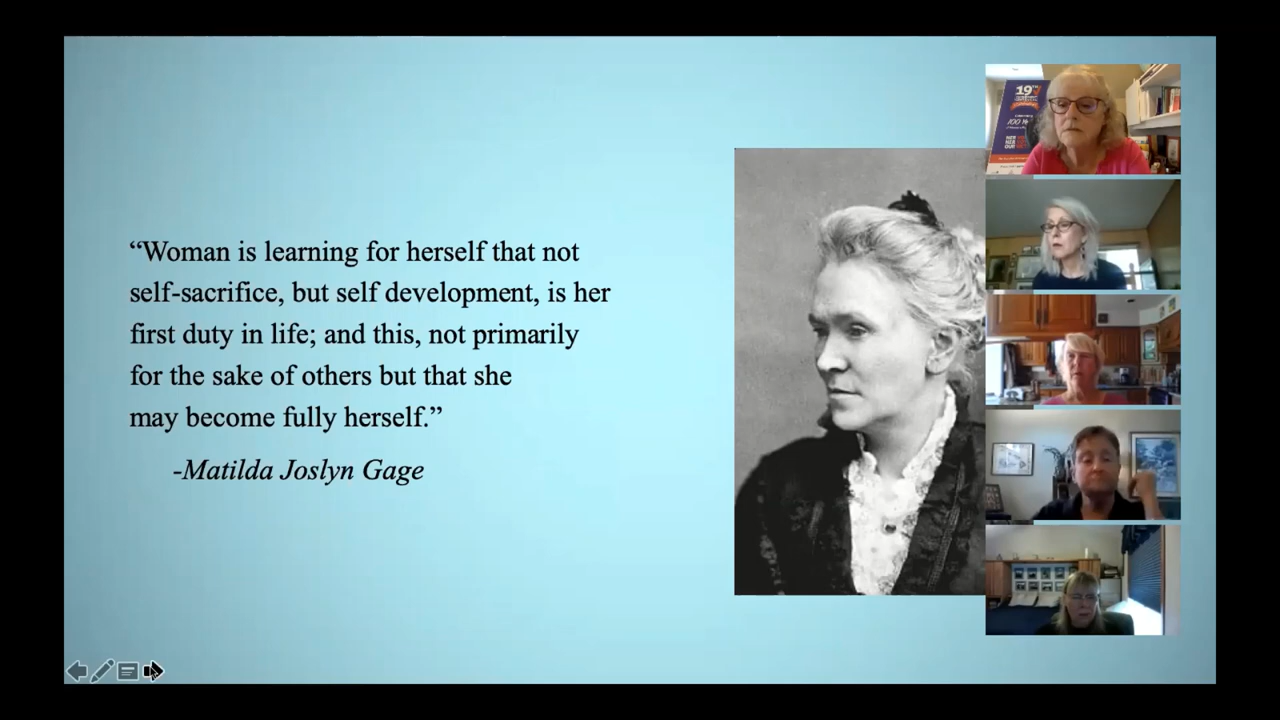 “Woman is learning for herself that not
self-sacrifice, but self development, is her
first duty in life; and this, not primarily
for the sake of others but that she
may become fully herself.”
-Matilda Joslyn Gage
19TH